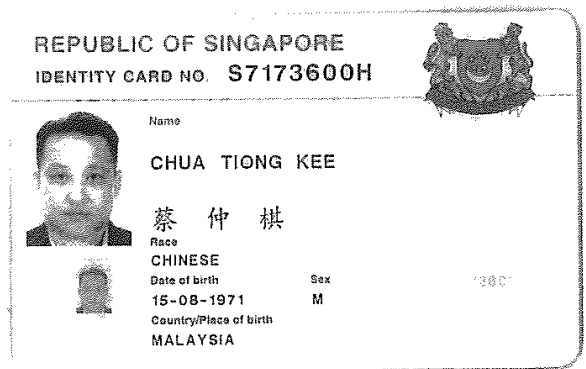 REPUBLIC OF SINGAPORE
IDENTITY CARD NO. S7173600H
Name
CHUA TIONG KEE
蔡 仲 棋
Race
CHINESE
Date of birth Sex
15-08-1971 M
Country/Place of birth
MALAYSIA